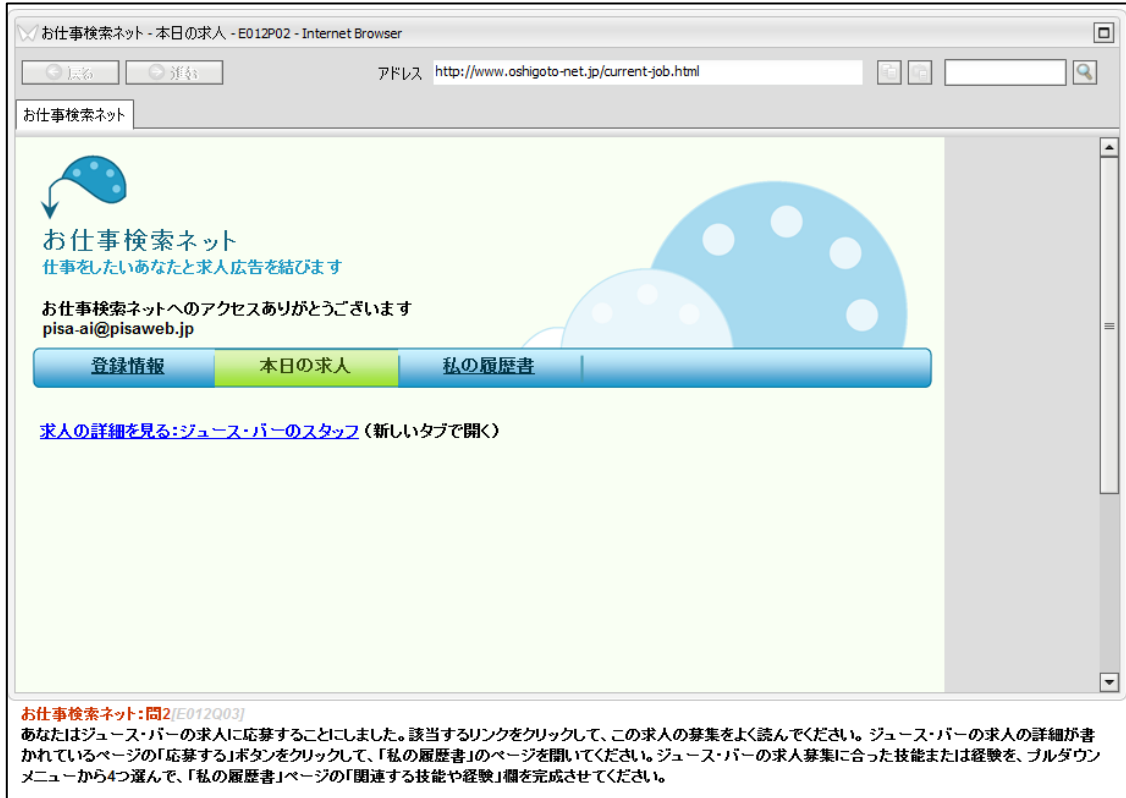 お仕事検索ネット - 本日の求人 - E012P02 - Internet Browser
戻る 進む アドレス http://www.oshigoto-net.jp/current-job.html
お仕事検索ネット
お仕事検索ネット
仕事をしたいあなたと求人広告を結びます
お仕事検索ネットへのアクセスありがとうございます
pisa-ai@pisaweb.jp
登録情報 本日の求人 私の履歴書
求人の詳細を見る：ジュース・バーのスタッフ （新しいタブで開く）
お仕事検索ネット：問2[E012Q03]
あなたはジュース・バーの求人に応募することにしました。該当するリンクをクリックして、この求人の募集をよく読んでください。ジュース・バーの求人の詳細が書
かれているページの「応募する」ボタンをクリックして、「私の履歴書」のページを開いてください。ジュース・バーの求人募集に合った技能または経験を、プルダウン
メニューから4つ選んで、「私の履歴書」ページの「関連する技能や経験」欄を完成させてください。